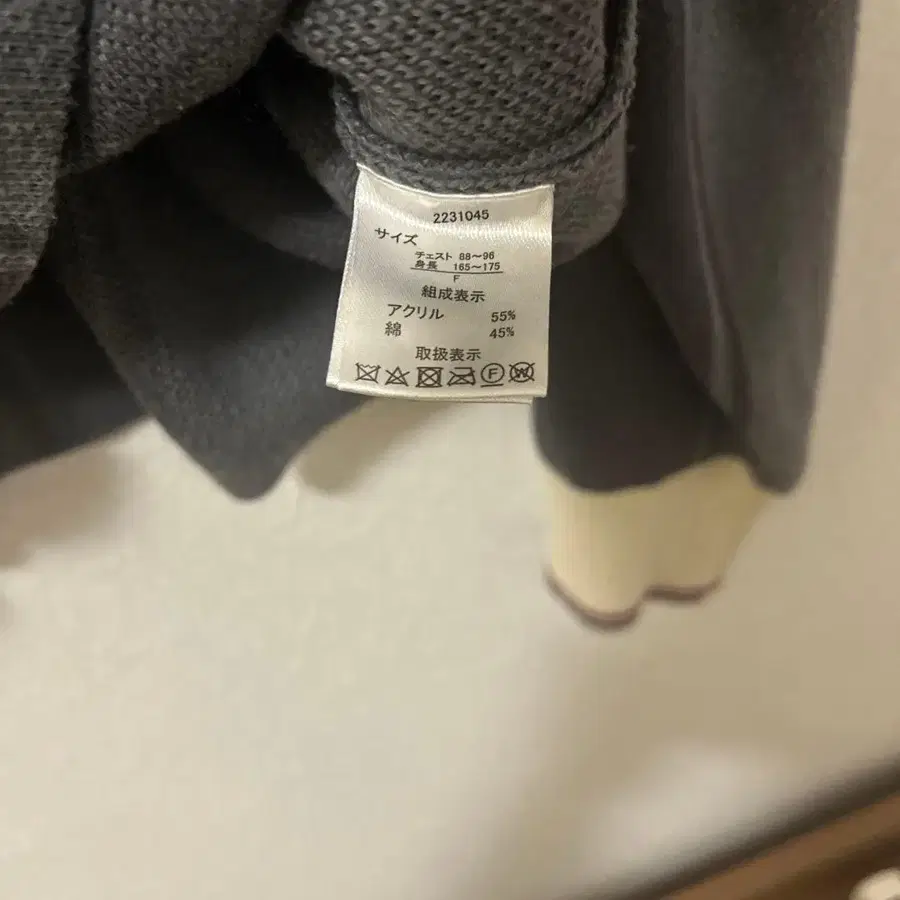 2231045
サイズ
チェスト 88～96
身長 165～175
F
組成表示
アクリル 55%
綿 45%
取扱表示
F W